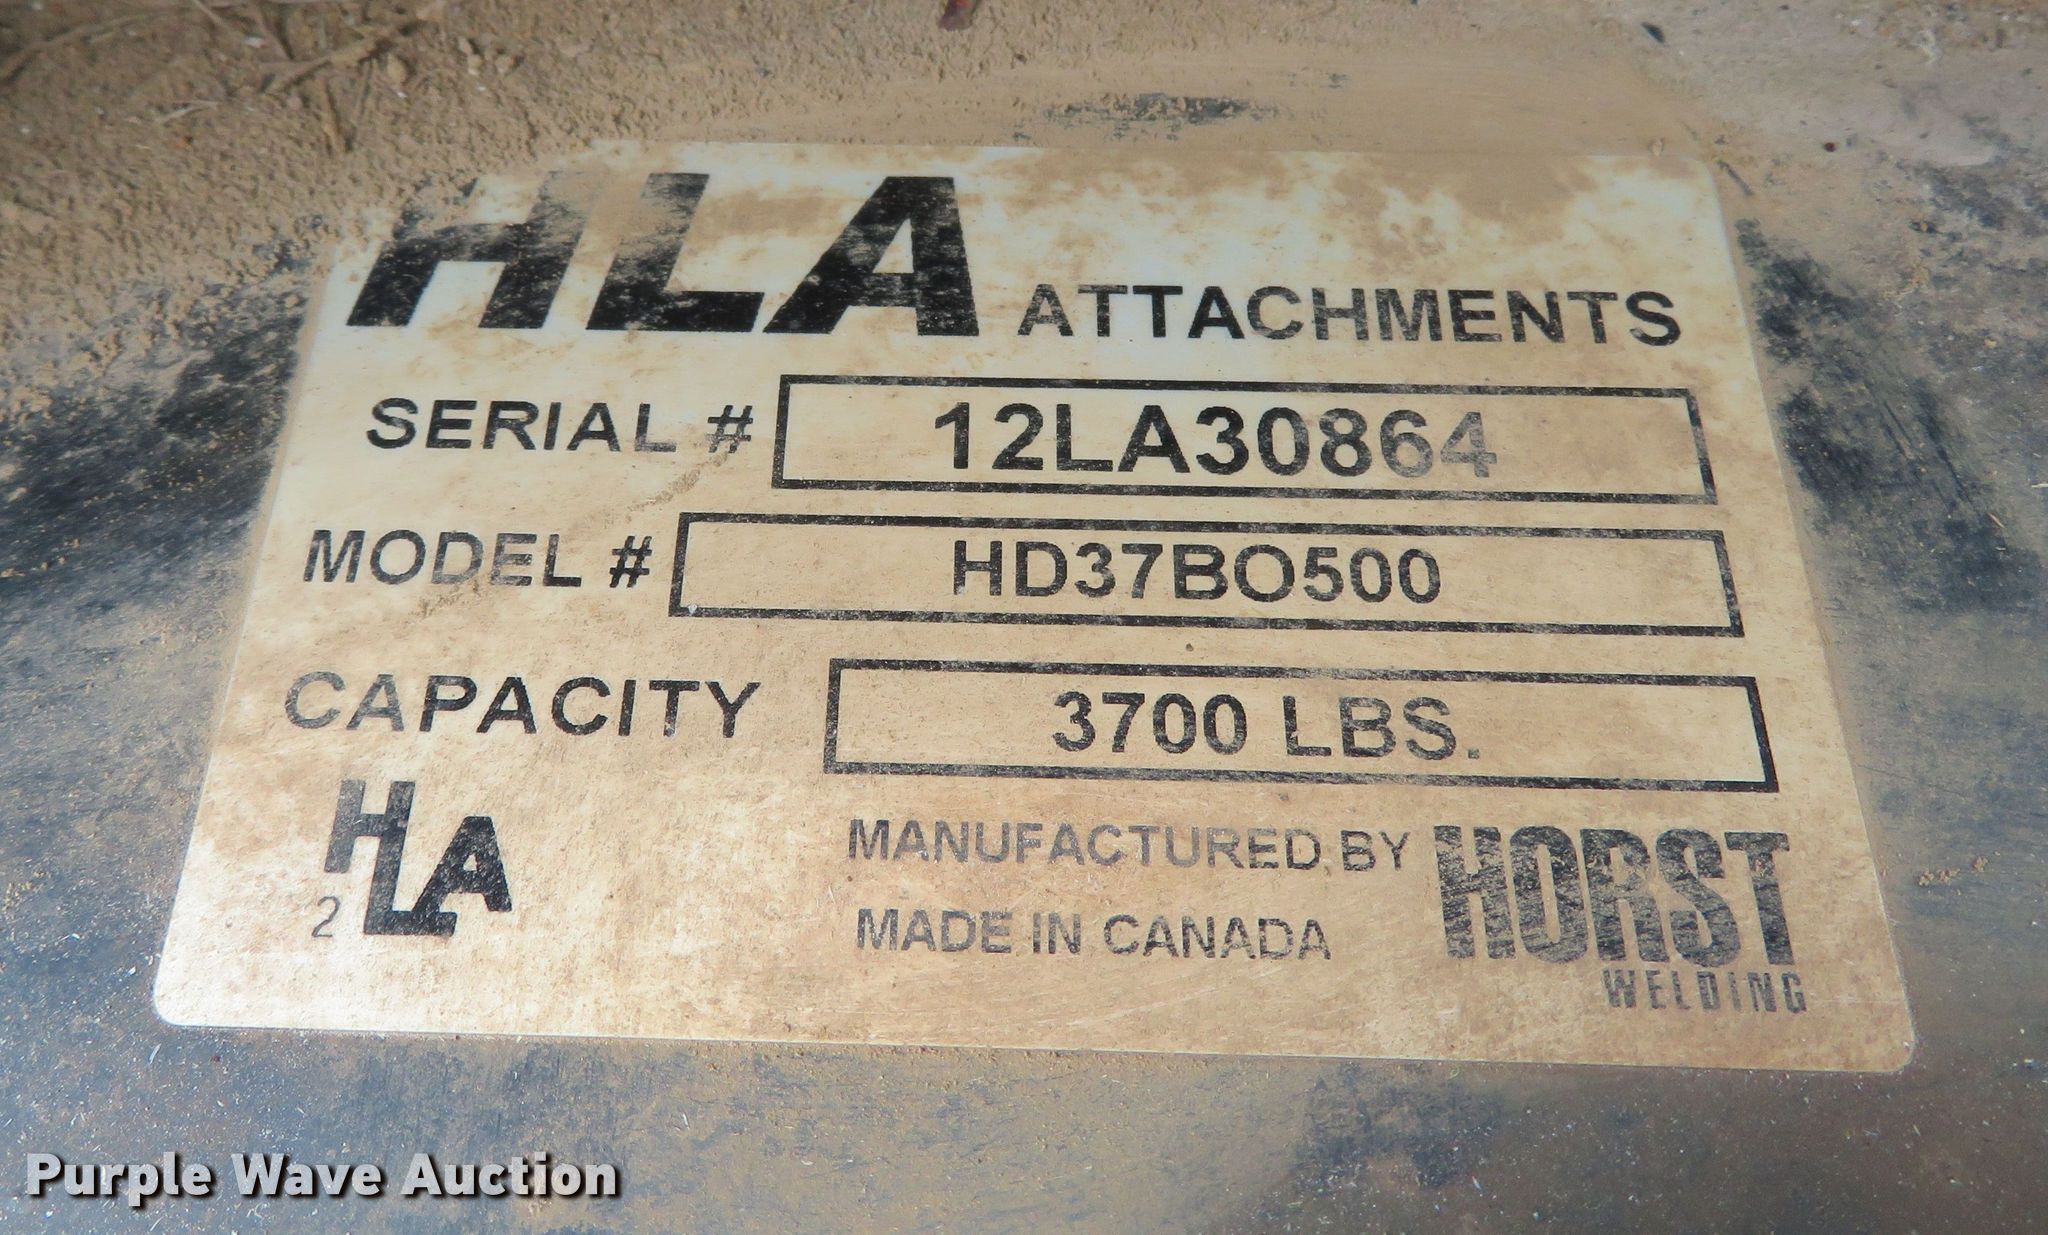 HLA ATTACHMENTS
SERIAL # 12LA30864
MODEL # HD37BO500
CAPACITY 3700 LBS.
HLA
2
MANUFACTURED BY HORST WELDING
MADE IN CANADA
Purple Wave Auction